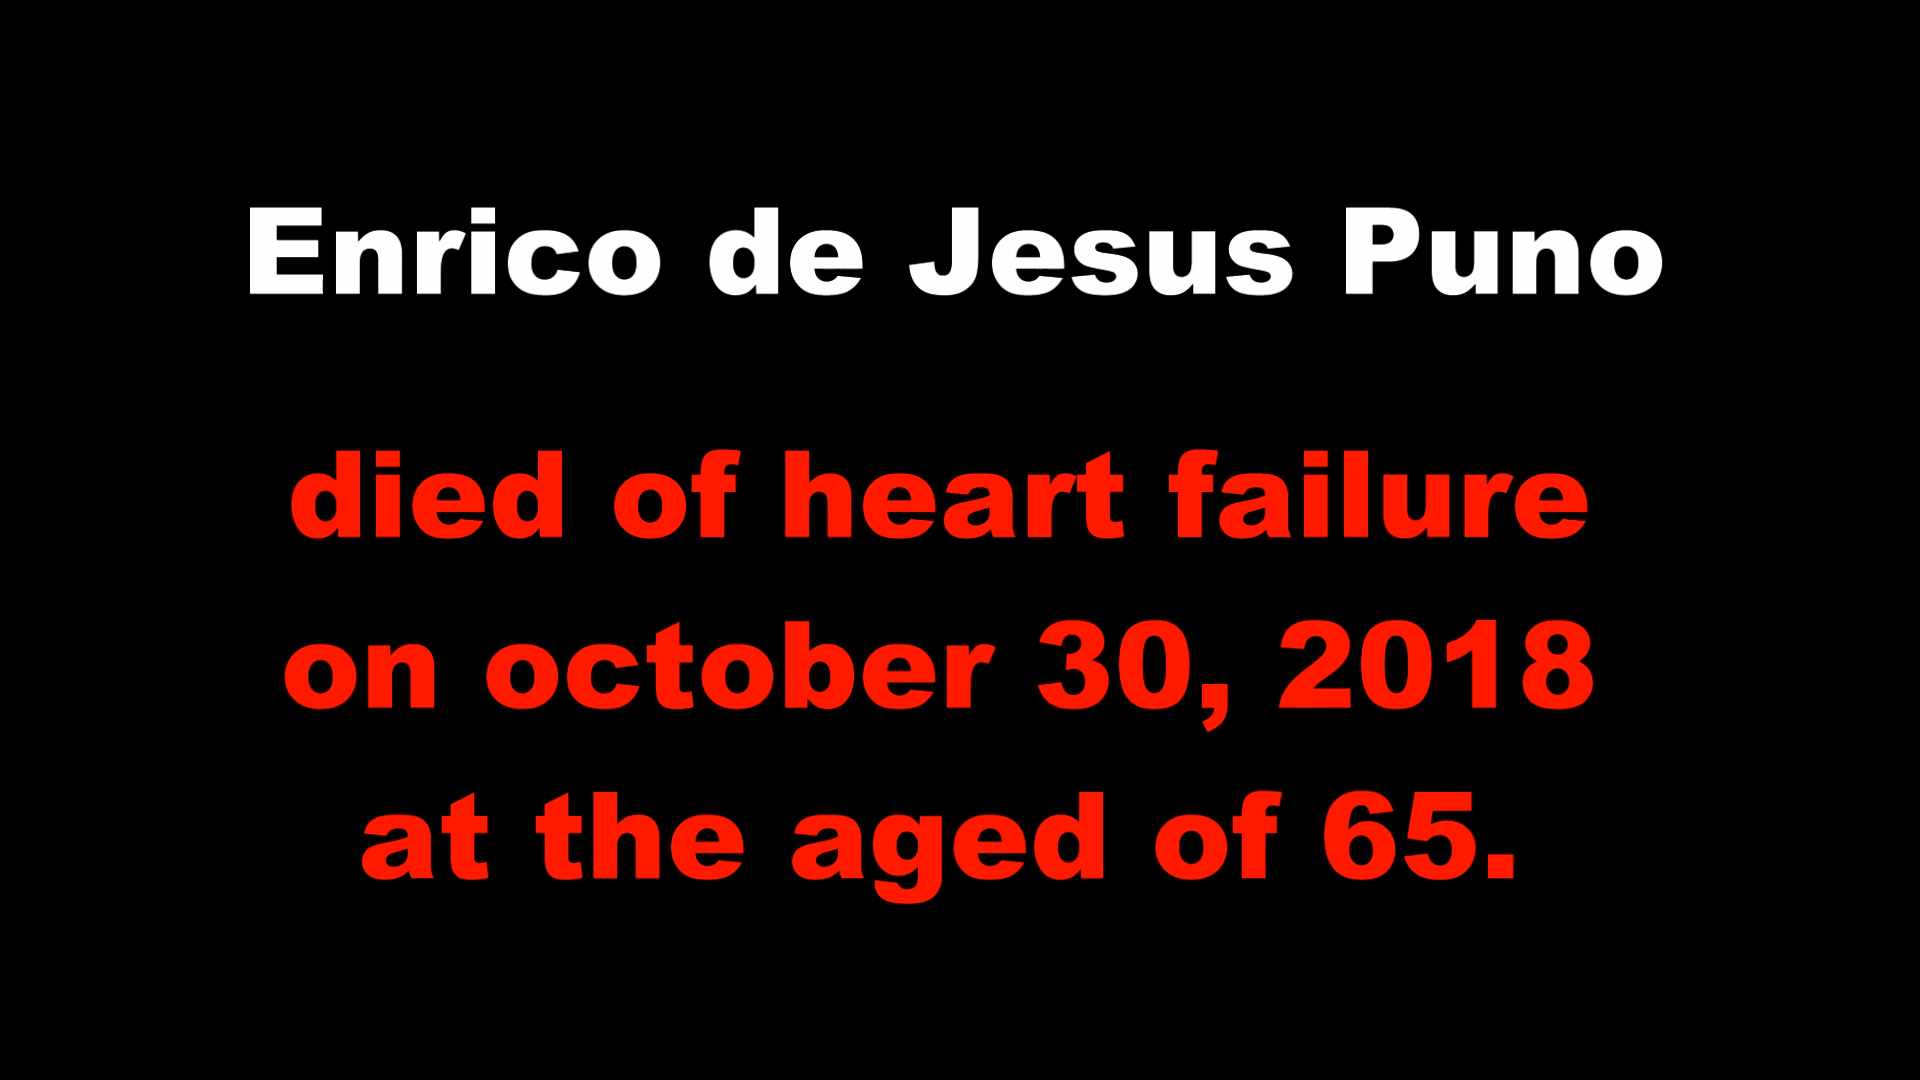 Enrico de Jesus Puno
died of heart failure
on october 30, 2018
at the aged of 65.